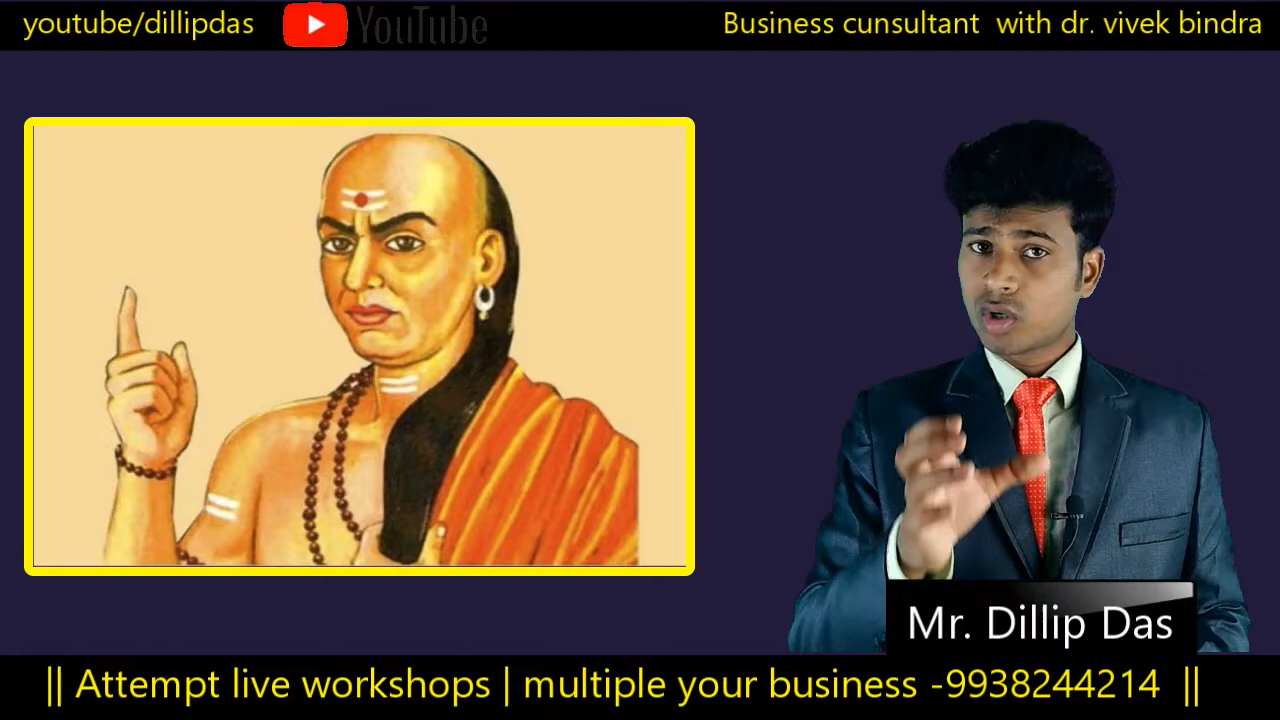 youtube/dillipdas
YouTube
Business cunsultant with dr. vivek bindra
Mr. Dillip Das
|| Attempt live workshops | multiple your business -9938244214 ||